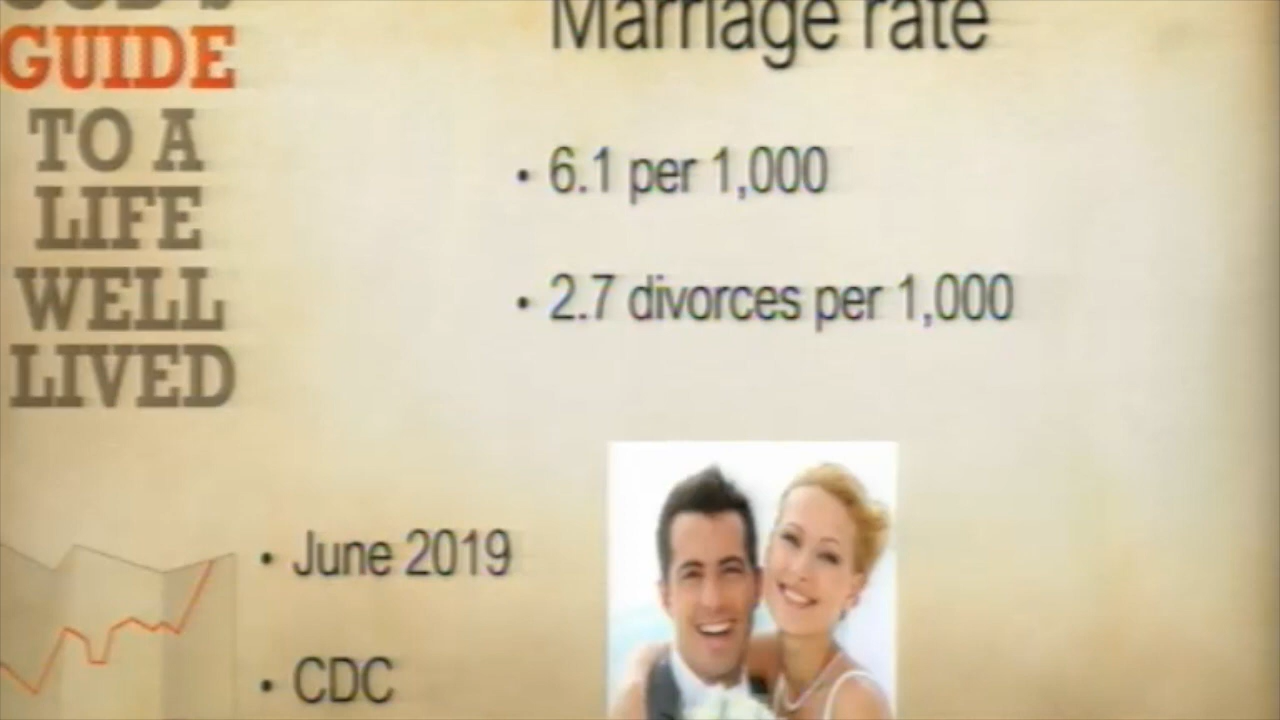 GUIDE
TO A
LIFE
WELL
LIVED
Marriage rate
• 6.1 per 1,000
• 2.7 divorces per 1,000
• June 2019
• CDC